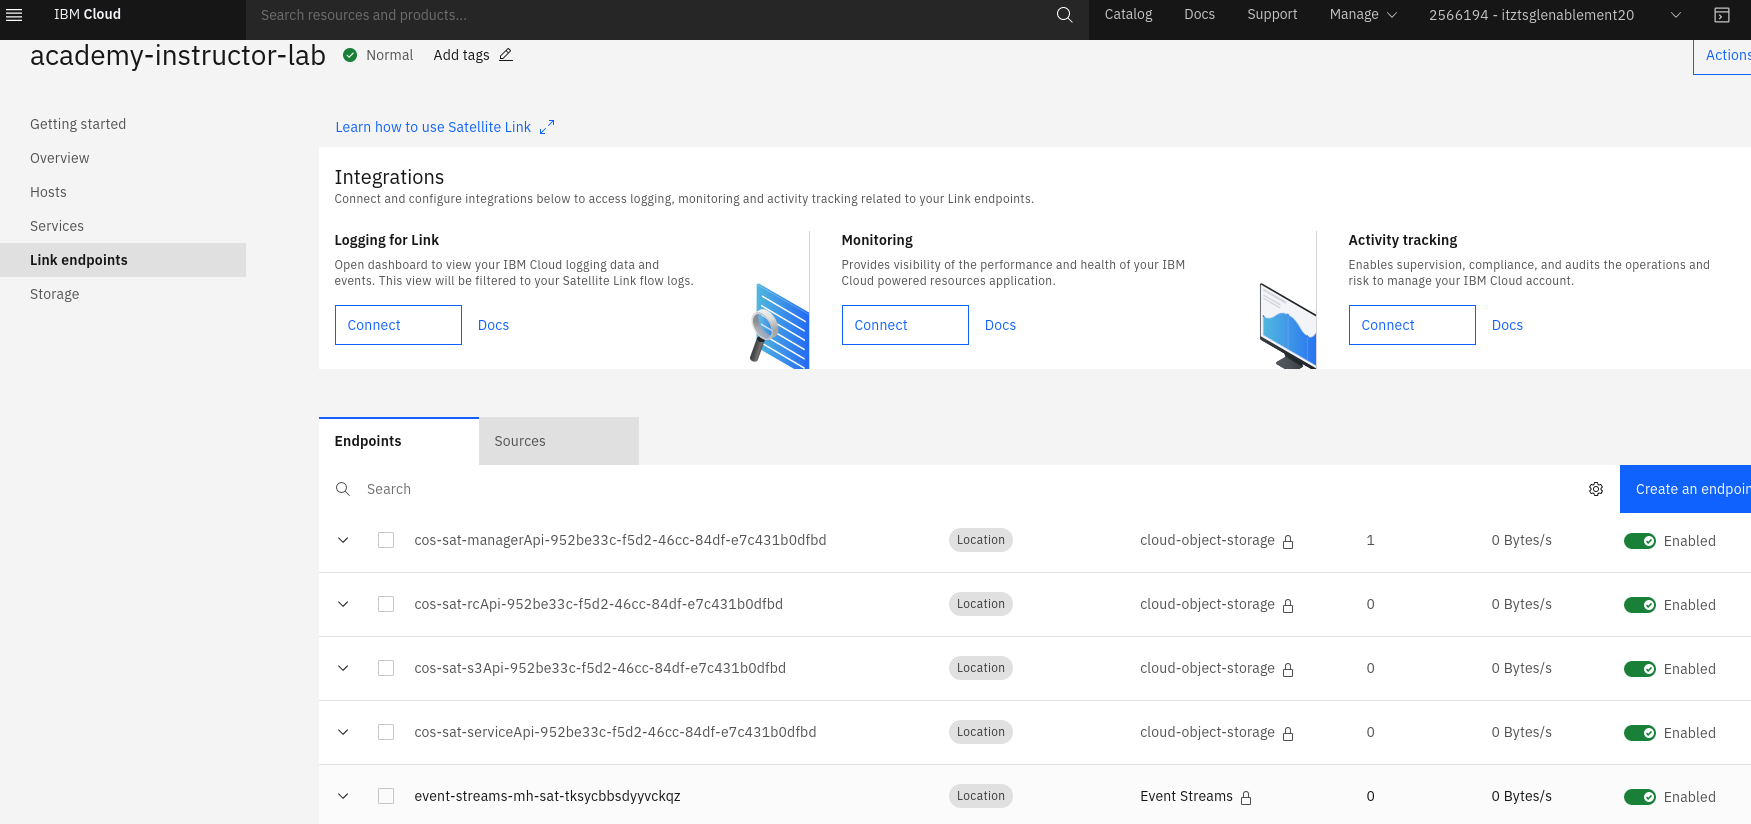 IBM Cloud
Search resources and products...
Catalog
Docs
Support
Manage
2566194 - itztsglenablement20
academy-instructor-lab
Normal
Add tags
Actions
Getting started
Overview
Hosts
Services
Link endpoints
Storage
Learn how to use Satellite Link
Integrations
Connect and configure integrations below to access logging, monitoring and activity tracking related to your Link endpoints.
Logging for Link
Open dashboard to view your IBM Cloud logging data and
events. This view will be filtered to your Satellite Link flow logs.
Connect
Docs
Monitoring
Provides visibility of the performance and health of your IBM
Cloud powered resources application.
Connect
Docs
Activity tracking
Enables supervision, compliance, and audits the operations and
risk to manage your IBM Cloud account.
Connect
Docs
Endpoints
Sources
Search
Create an endpoin
cos-sat-managerApi-952be33c-f5d2-46cc-84df-e7c431b0dfbd Location cloud-object-storage 1 0 Bytes/s Enabled
cos-sat-rcApi-952be33c-f5d2-46cc-84df-e7c431b0dfbd Location cloud-object-storage 0 0 Bytes/s Enabled
cos-sat-s3Api-952be33c-f5d2-46cc-84df-e7c431b0dfbd Location cloud-object-storage 0 0 Bytes/s Enabled
cos-sat-serviceApi-952be33c-f5d2-46cc-84df-e7c431b0dfbd Location cloud-object-storage 0 0 Bytes/s Enabled
event-streams-mh-sat-tksycbbsdyyvckqz Location Event Streams 0 0 Bytes/s Enabled